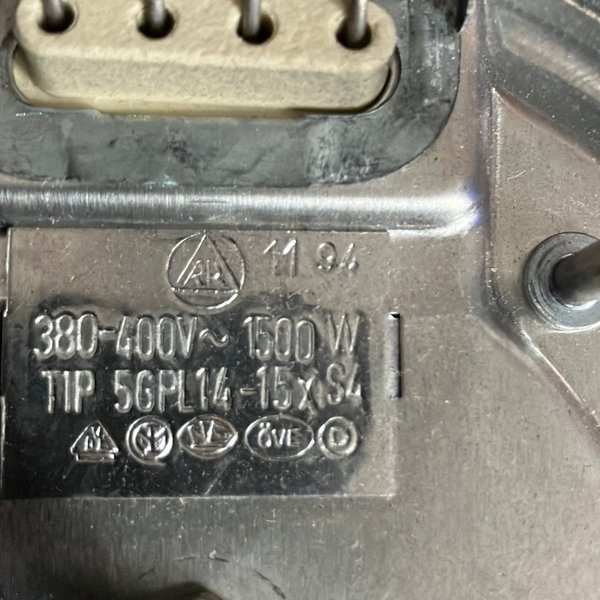 11 94
380-400V~ 1500 W
TIP 5GPL14-15xS4
ÖVE D